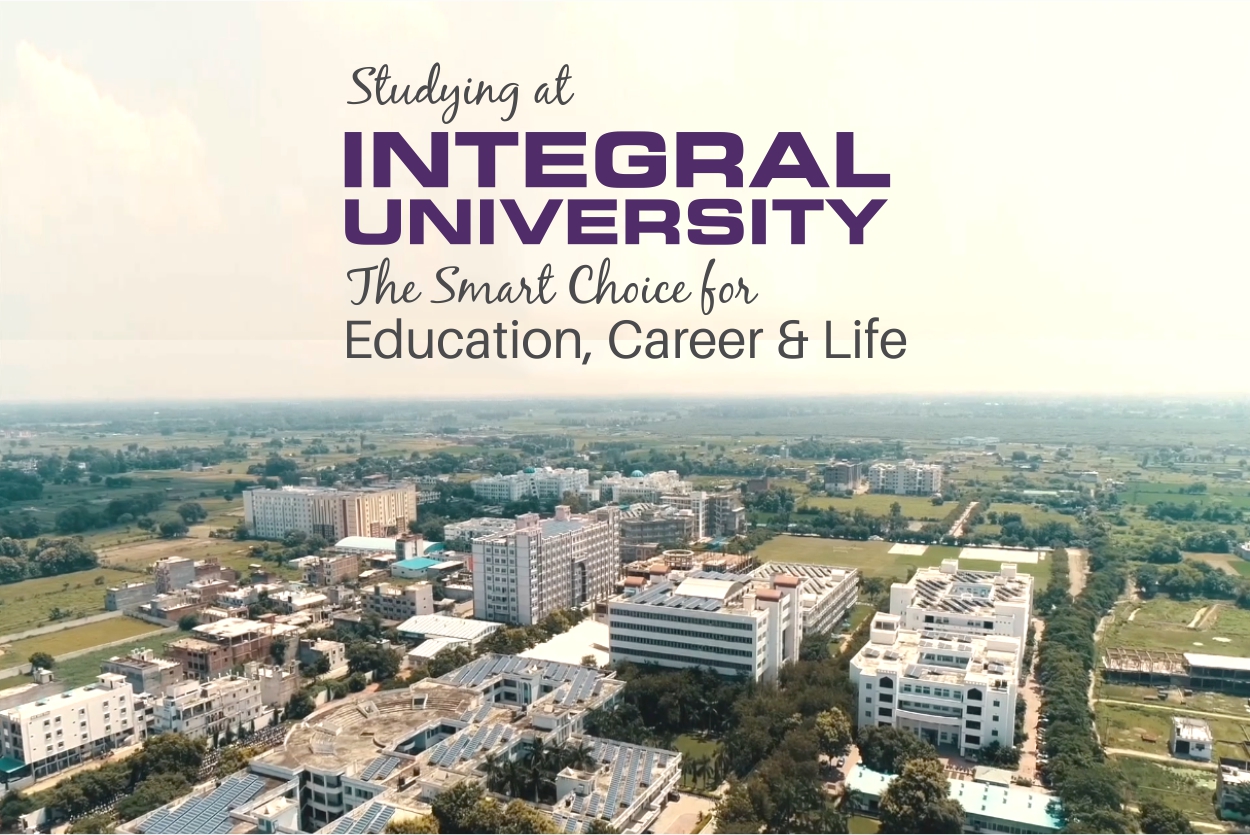 Studying at
INTEGRAL
UNIVERSITY
The Smart Choice for
Education, Career & Life